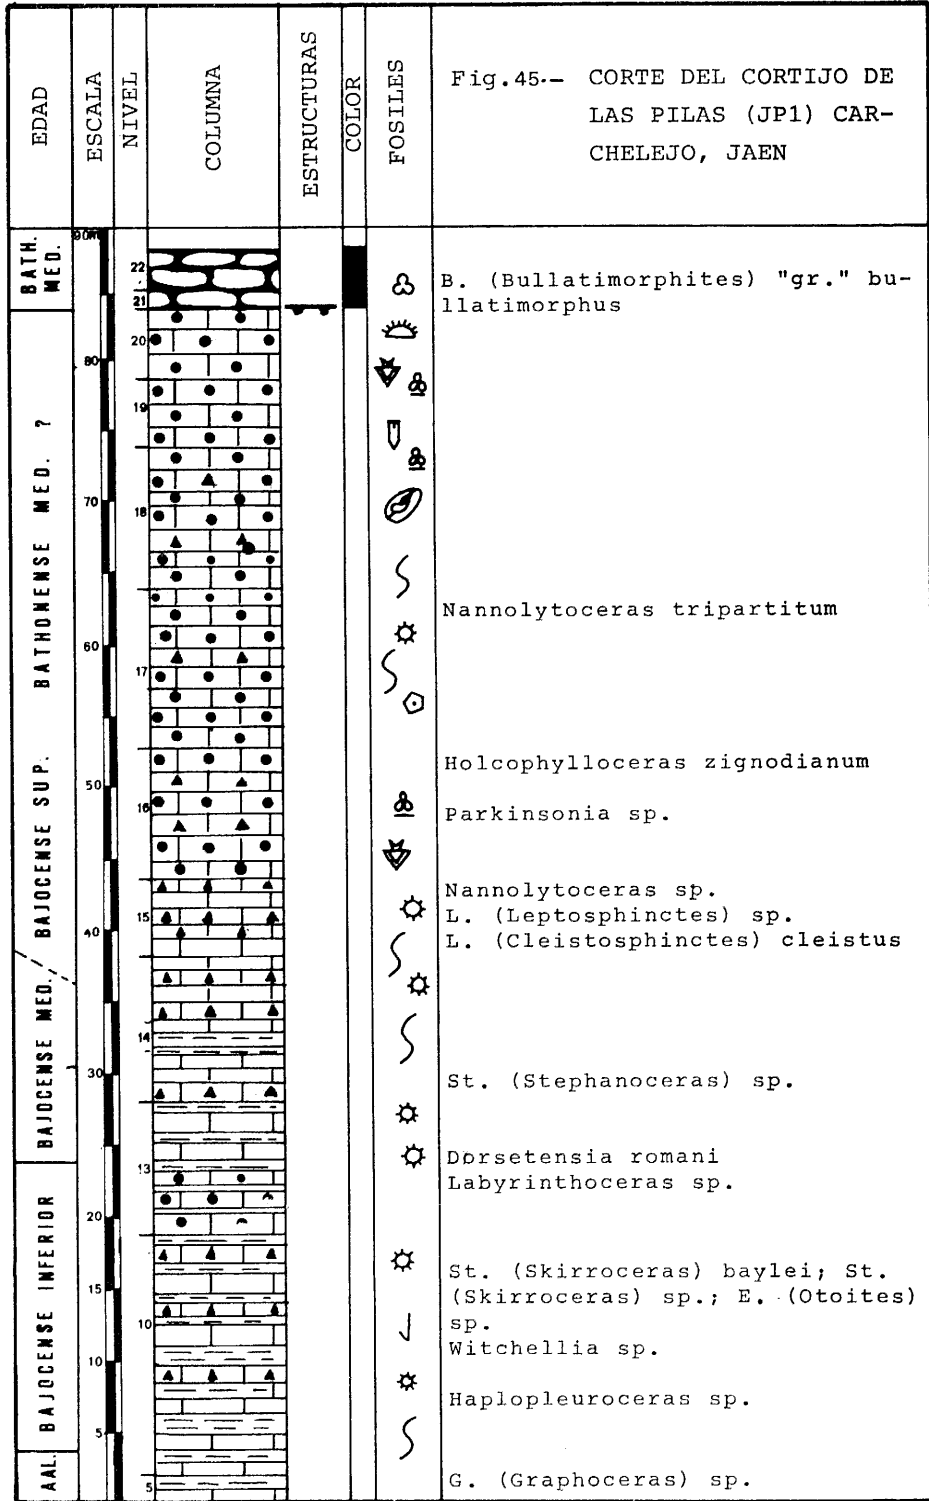 EDAD
ESCALA
NIVEL
COLUMNA
ESTRUCTURAS
COLOR
FOSILES
Fig.45.-- CORTE DEL CORTIJO DE
LAS PILAS (JP1) CAR-
CHELEJO, JAEN
BATH.
MED.
BATHONENSE MED. ?
BAJOCENSE SUP.
BAJOCENSE MED.
BAJOCENSE INFERIOR
AAL.
90m
80
70
60
50
40
30
20
15
10
5
22
21
20
19
18
17
16
15
14
13
10
5
B. (Bullatimorphites) "gr." bu-
llatimorphus
Nannolytoceras tripartitum
Holcophylloceras zignodianum
Parkinsonia sp.
Nannolytoceras sp.
L. (Leptosphinctes) sp.
L. (Cleistosphinctes) cleistus
St. (Stephanoceras) sp.
Dorsetensia romani
Labyrinthoceras sp.
St. (Skirroceras) baylei; St.
(Skirroceras) sp.; E. (Otoites)
sp.
Witchellia sp.
Haplopleuroceras sp.
G. (Graphoceras) sp.